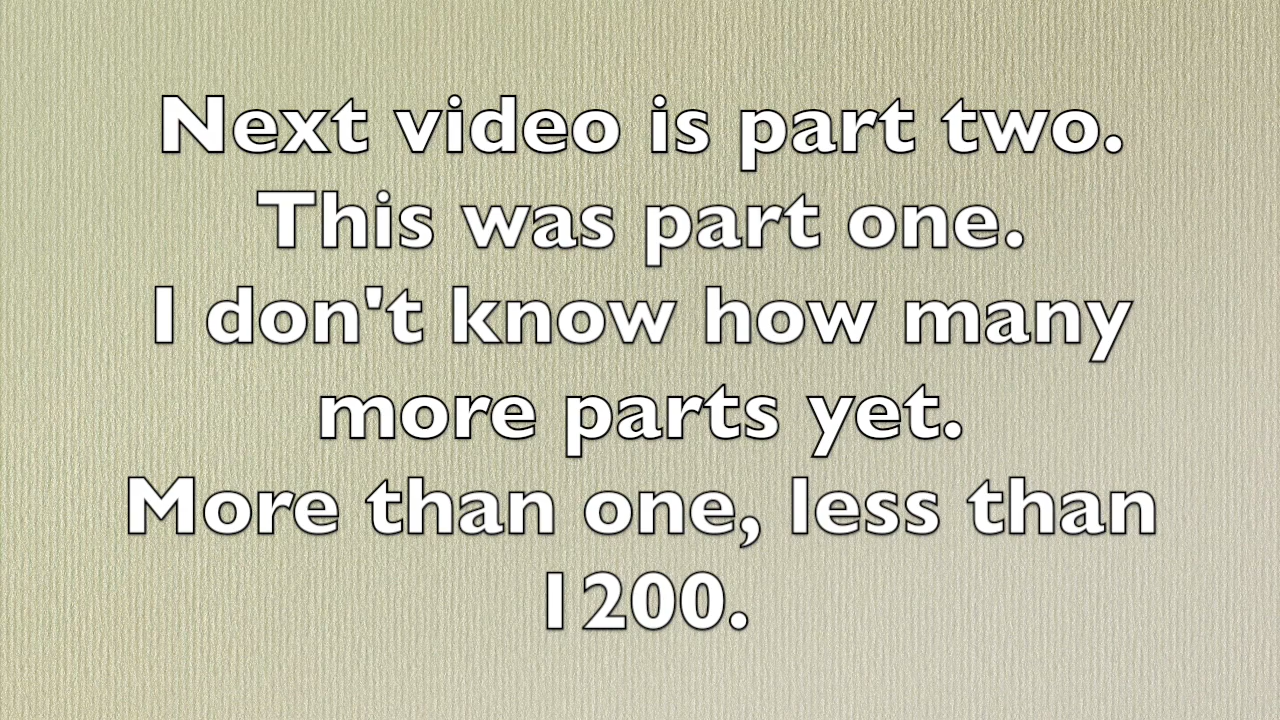 Next video is part two.
This was part one.
I don't know how many
more parts yet.
More than one, less than
1200.